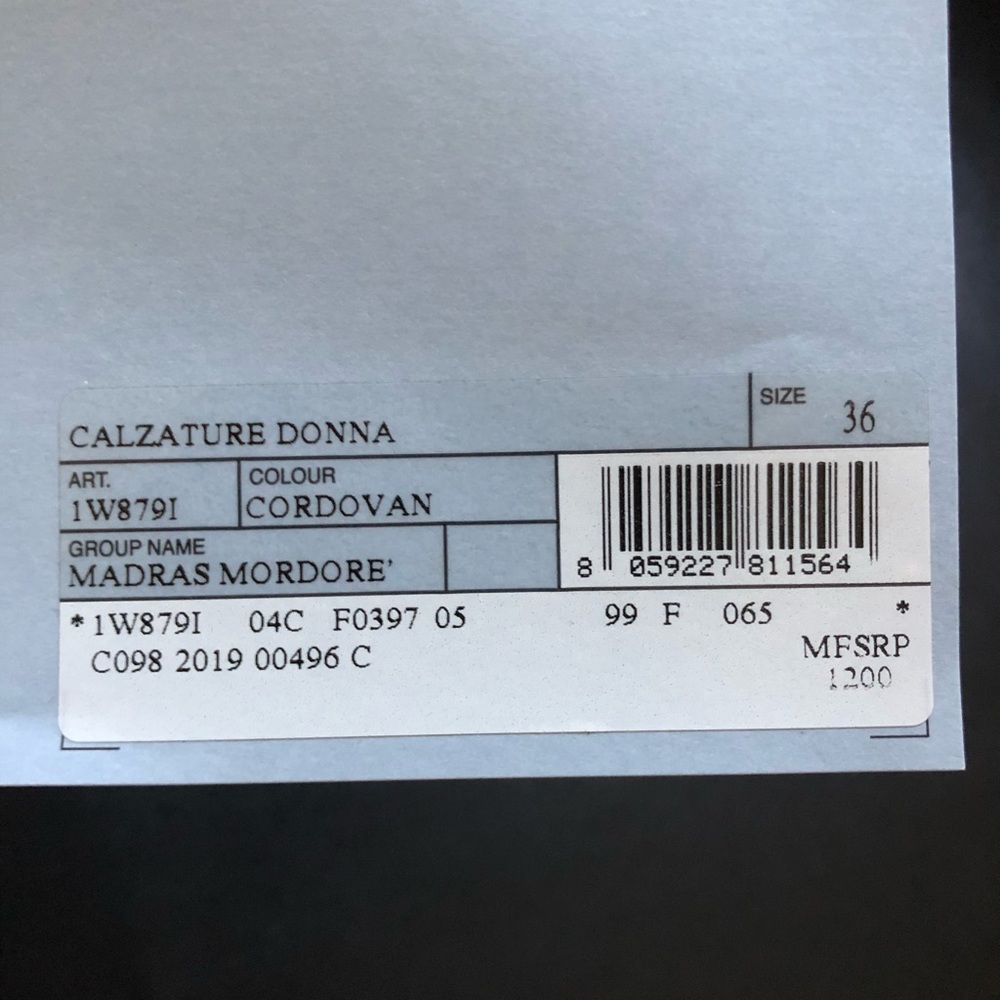 CALZATURE DONNA
SIZE 36
ART. 1W879I
COLOUR CORDOVAN
GROUP NAME
MADRAS MORDORE'
8 059227 811564
*1W879I 04C F0397 05 99 F 065 *
C098 2019 00496 C
MFSRP
1200